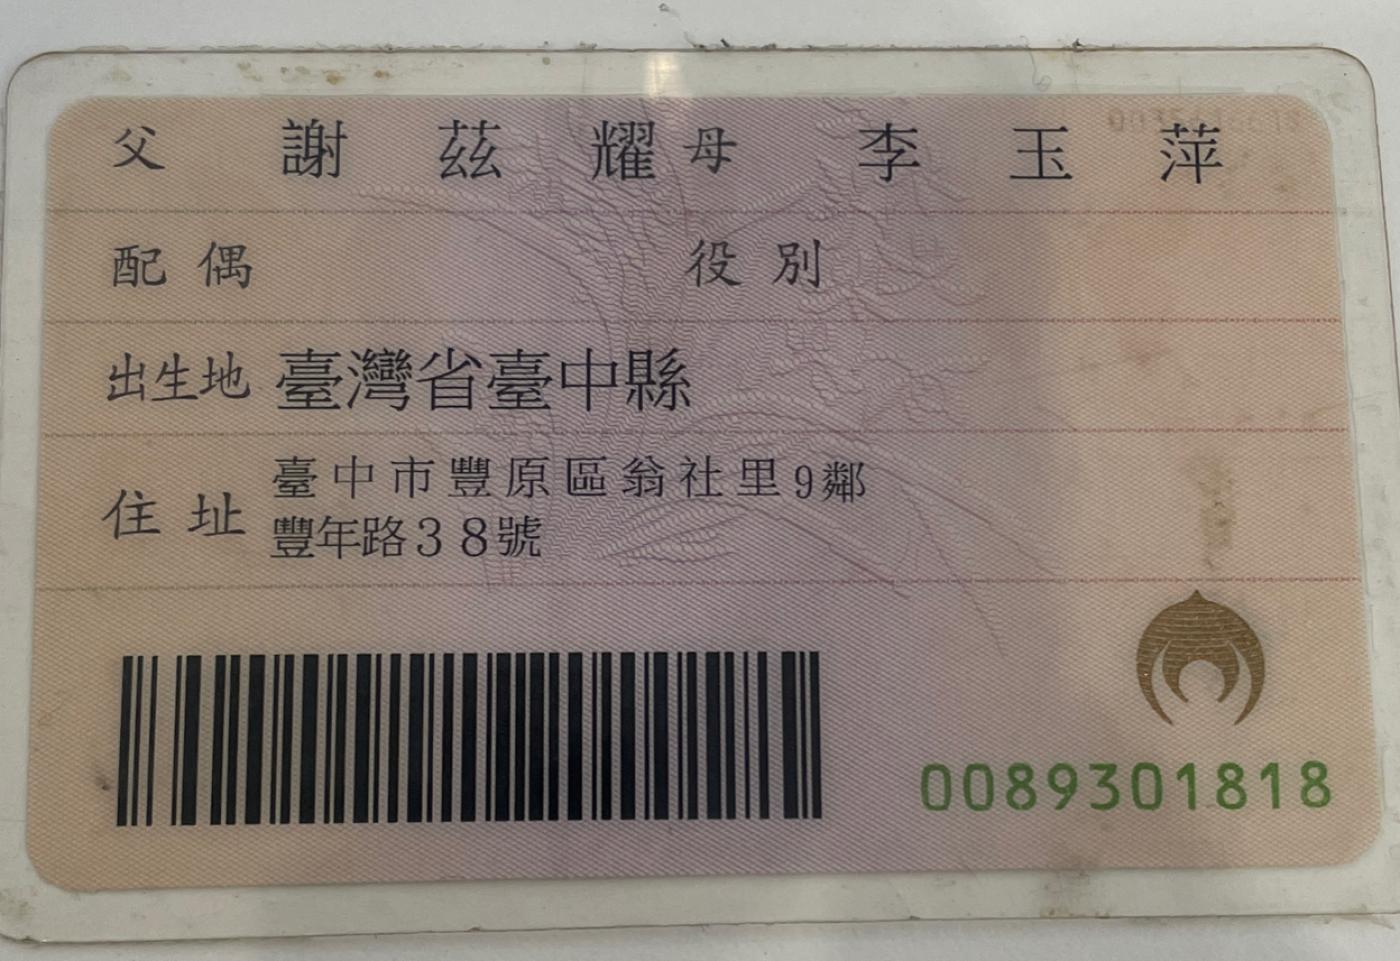 父 謝茲耀 母 李玉萍
配偶 役別
出生地 臺灣省臺中縣
住址 臺中市豐原區翁社里9鄰
豐年路38號
0089301818